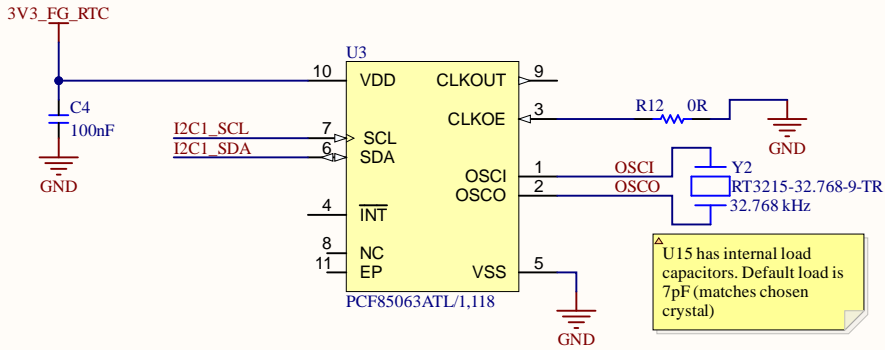 3V3_FG_RTC
U3
10 VDD CLKOUT 9
C4
100nF
3 CLKOE R12 0R
I2C1_SCL 7 SCL
I2C1_SDA 6 SDA
GND
GND
OSCI 1 OSCI Y2
OSCO 2 OSCO RT3215-32.768-9-TR
32.768 kHz
4 INT
8 NC
11 EP VSS 5
PCF85063ATL/1,118
GND
U15 has internal load
capacitors. Default load is
7pF (matches chosen
crystal)